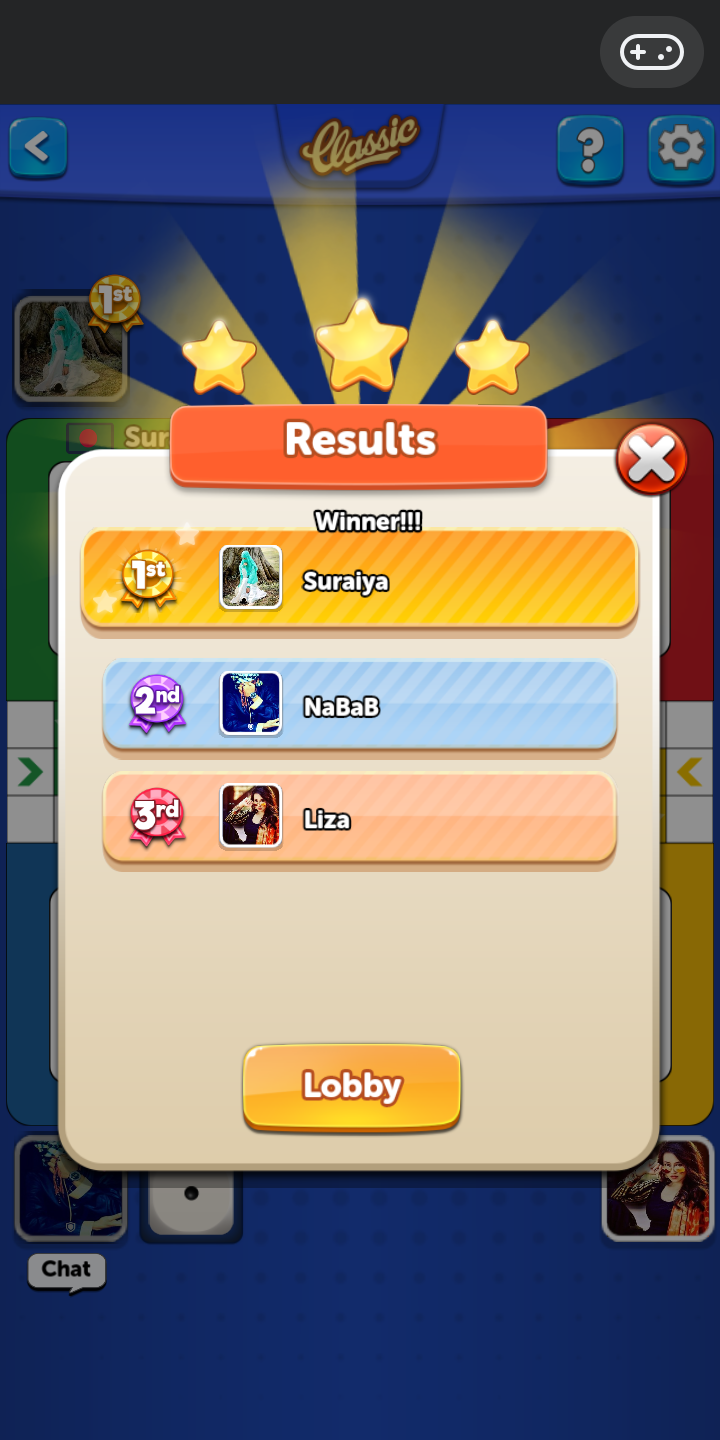 Classic
?
1st
Sur
Results
Winner!!!
1st
Suraiya
2nd
NaBaB
3rd
Liza
Lobby
Chat